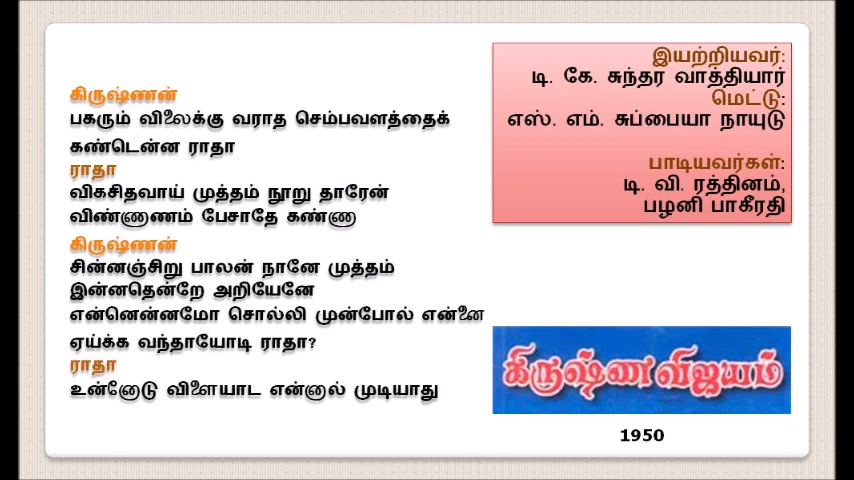 கிருஷ்ணன்
பகரும் விலைக்கு வராத செம்பவளத்தைக்
கண்டென்ன ராதா
ராதா
விகசிதவாய் முத்தம் நூறு தாரேன்
விண்ணுணம் பேசாதே கண்ணு
கிருஷ்ணன்
சின்னஞ்சிறு பாலன் நானே முத்தம்
இன்னதென்றே அறியேனே
என்னென்னமோ சொல்லி முன்போல் என்னை
ஏய்க்க வந்தாயோடி ராதா?
ராதா
உன்னோடு விளையாட என்னால் முடியாது
இயற்றியவர்:
டி. கே. சுந்தர வாத்தியார்
மெட்டு:
எஸ். எம். சுப்பையா நாயுடு
பாடியவர்கள்:
டி. வி. ரத்தினம்,
பழனி பாகீரதி
கிருஷ்ண விஜயம்
1950